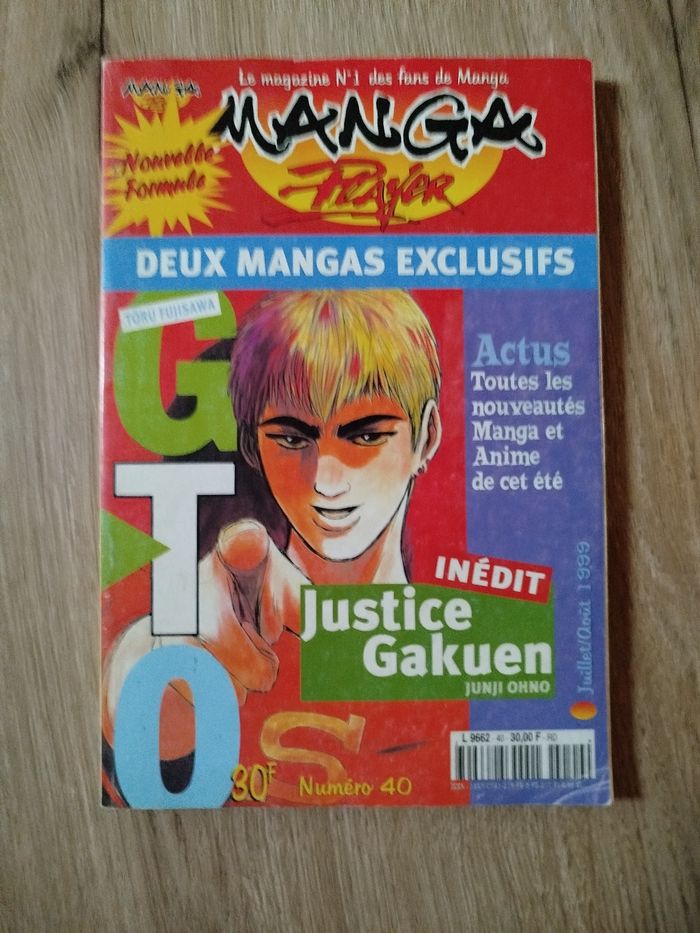 Le magazine N°1 des fans de Manga
MANGA
Player
MANGA
Nouvelle
Formule
DEUX MANGAS EXCLUSIFS
TORU FUJISAWA
GTO
Actus
Toutes les
nouveautés
Manga et
Anime
de cet été
INÉDIT
Justice
Gakuen
JUNJI OHNO
Juillet/Août 1999
S
30F
Numéro 40
L 9662 - 40 - 30,00 F - RD